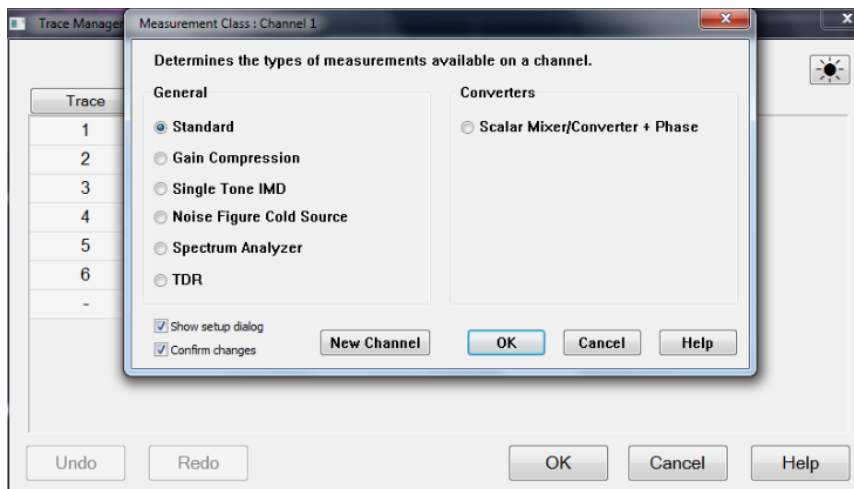 Trace Manager
Measurement Class : Channel 1
X
X
Determines the types of measurements available on a channel.
Trace
1
2
3
4
5
6
-
General
Standard
Gain Compression
Single Tone IMD
Noise Figure Cold Source
Spectrum Analyzer
TDR
Converters
Scalar Mixer/Converter + Phase
Show setup dialog
Confirm changes
New Channel
OK
Cancel
Help
Undo
Redo
OK
Cancel
Help